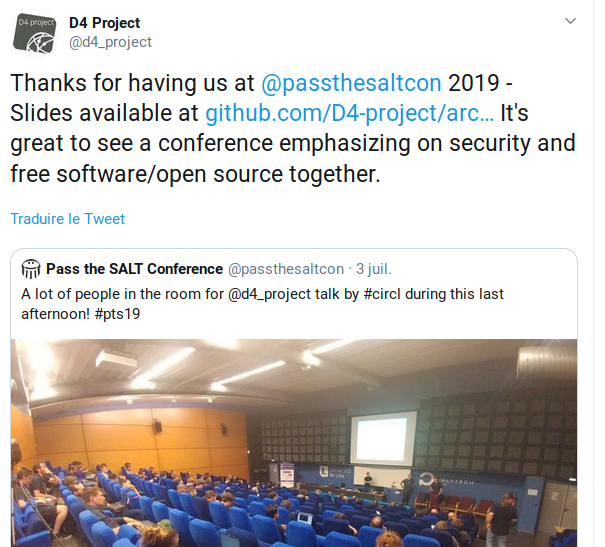 D4 project
D4 Project
@d4_project
Thanks for having us at @passthesaltcon 2019 -
Slides available at github.com/D4-project/arc… It's
great to see a conference emphasizing on security and
free software/open source together.
Traduire le Tweet
Pass the SALT Conference @passthesaltcon · 3 juil.
A lot of people in the room for @d4_project talk by #circl during this last
afternoon! #pts19